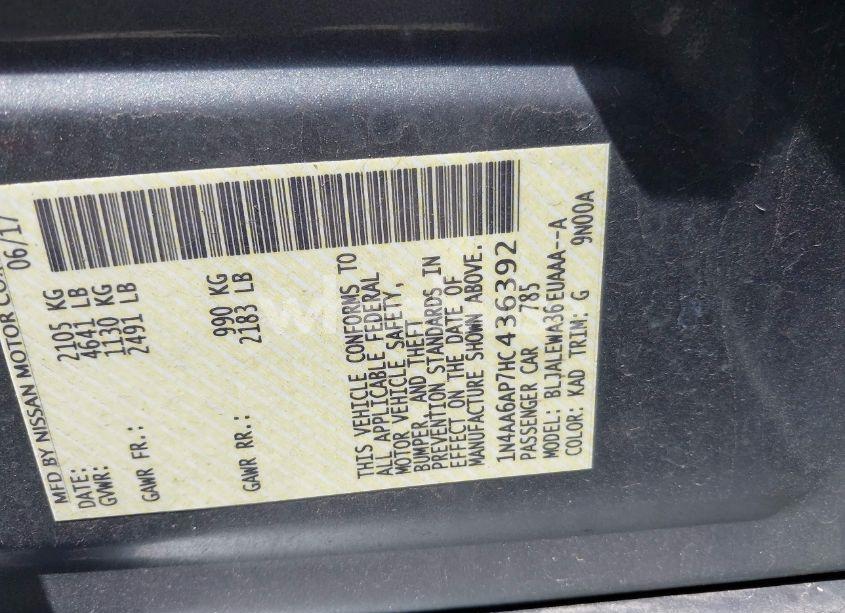 MFD BY NISSAN MOTOR CO.
DATE: 06/17
GVWR: 2105 KG
4641 LB
GAWR FR.: 1130 KG
2491 LB
GAWR RR.: 990 KG
2183 LB
THIS VEHICLE CONFORMS TO
ALL APPLICABLE FEDERAL
MOTOR VEHICLE SAFETY,
BUMPER, AND THEFT
PREVENTION STANDARDS IN
EFFECT ON THE DATE OF
MANUFACTURE SHOWN ABOVE.
1N4AA6AP7HC436392
PASSENGER CAR 785
MODEL: BLJALEWA36EUAAA--A
COLOR: KAD TRIM: G 9N00A